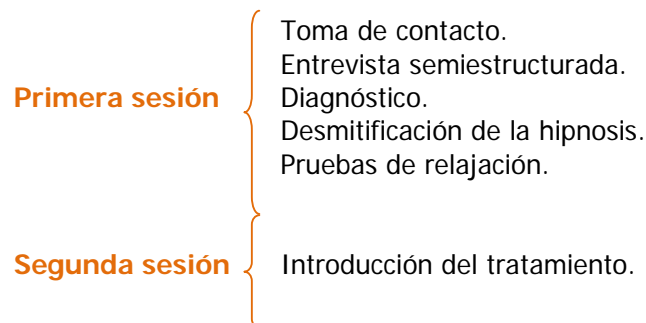 Primera sesión
Toma de contacto.
Entrevista semiestructurada.
Diagnóstico.
Desmitificación de la hipnosis.
Pruebas de relajación.
Segunda sesión
Introducción del tratamiento.